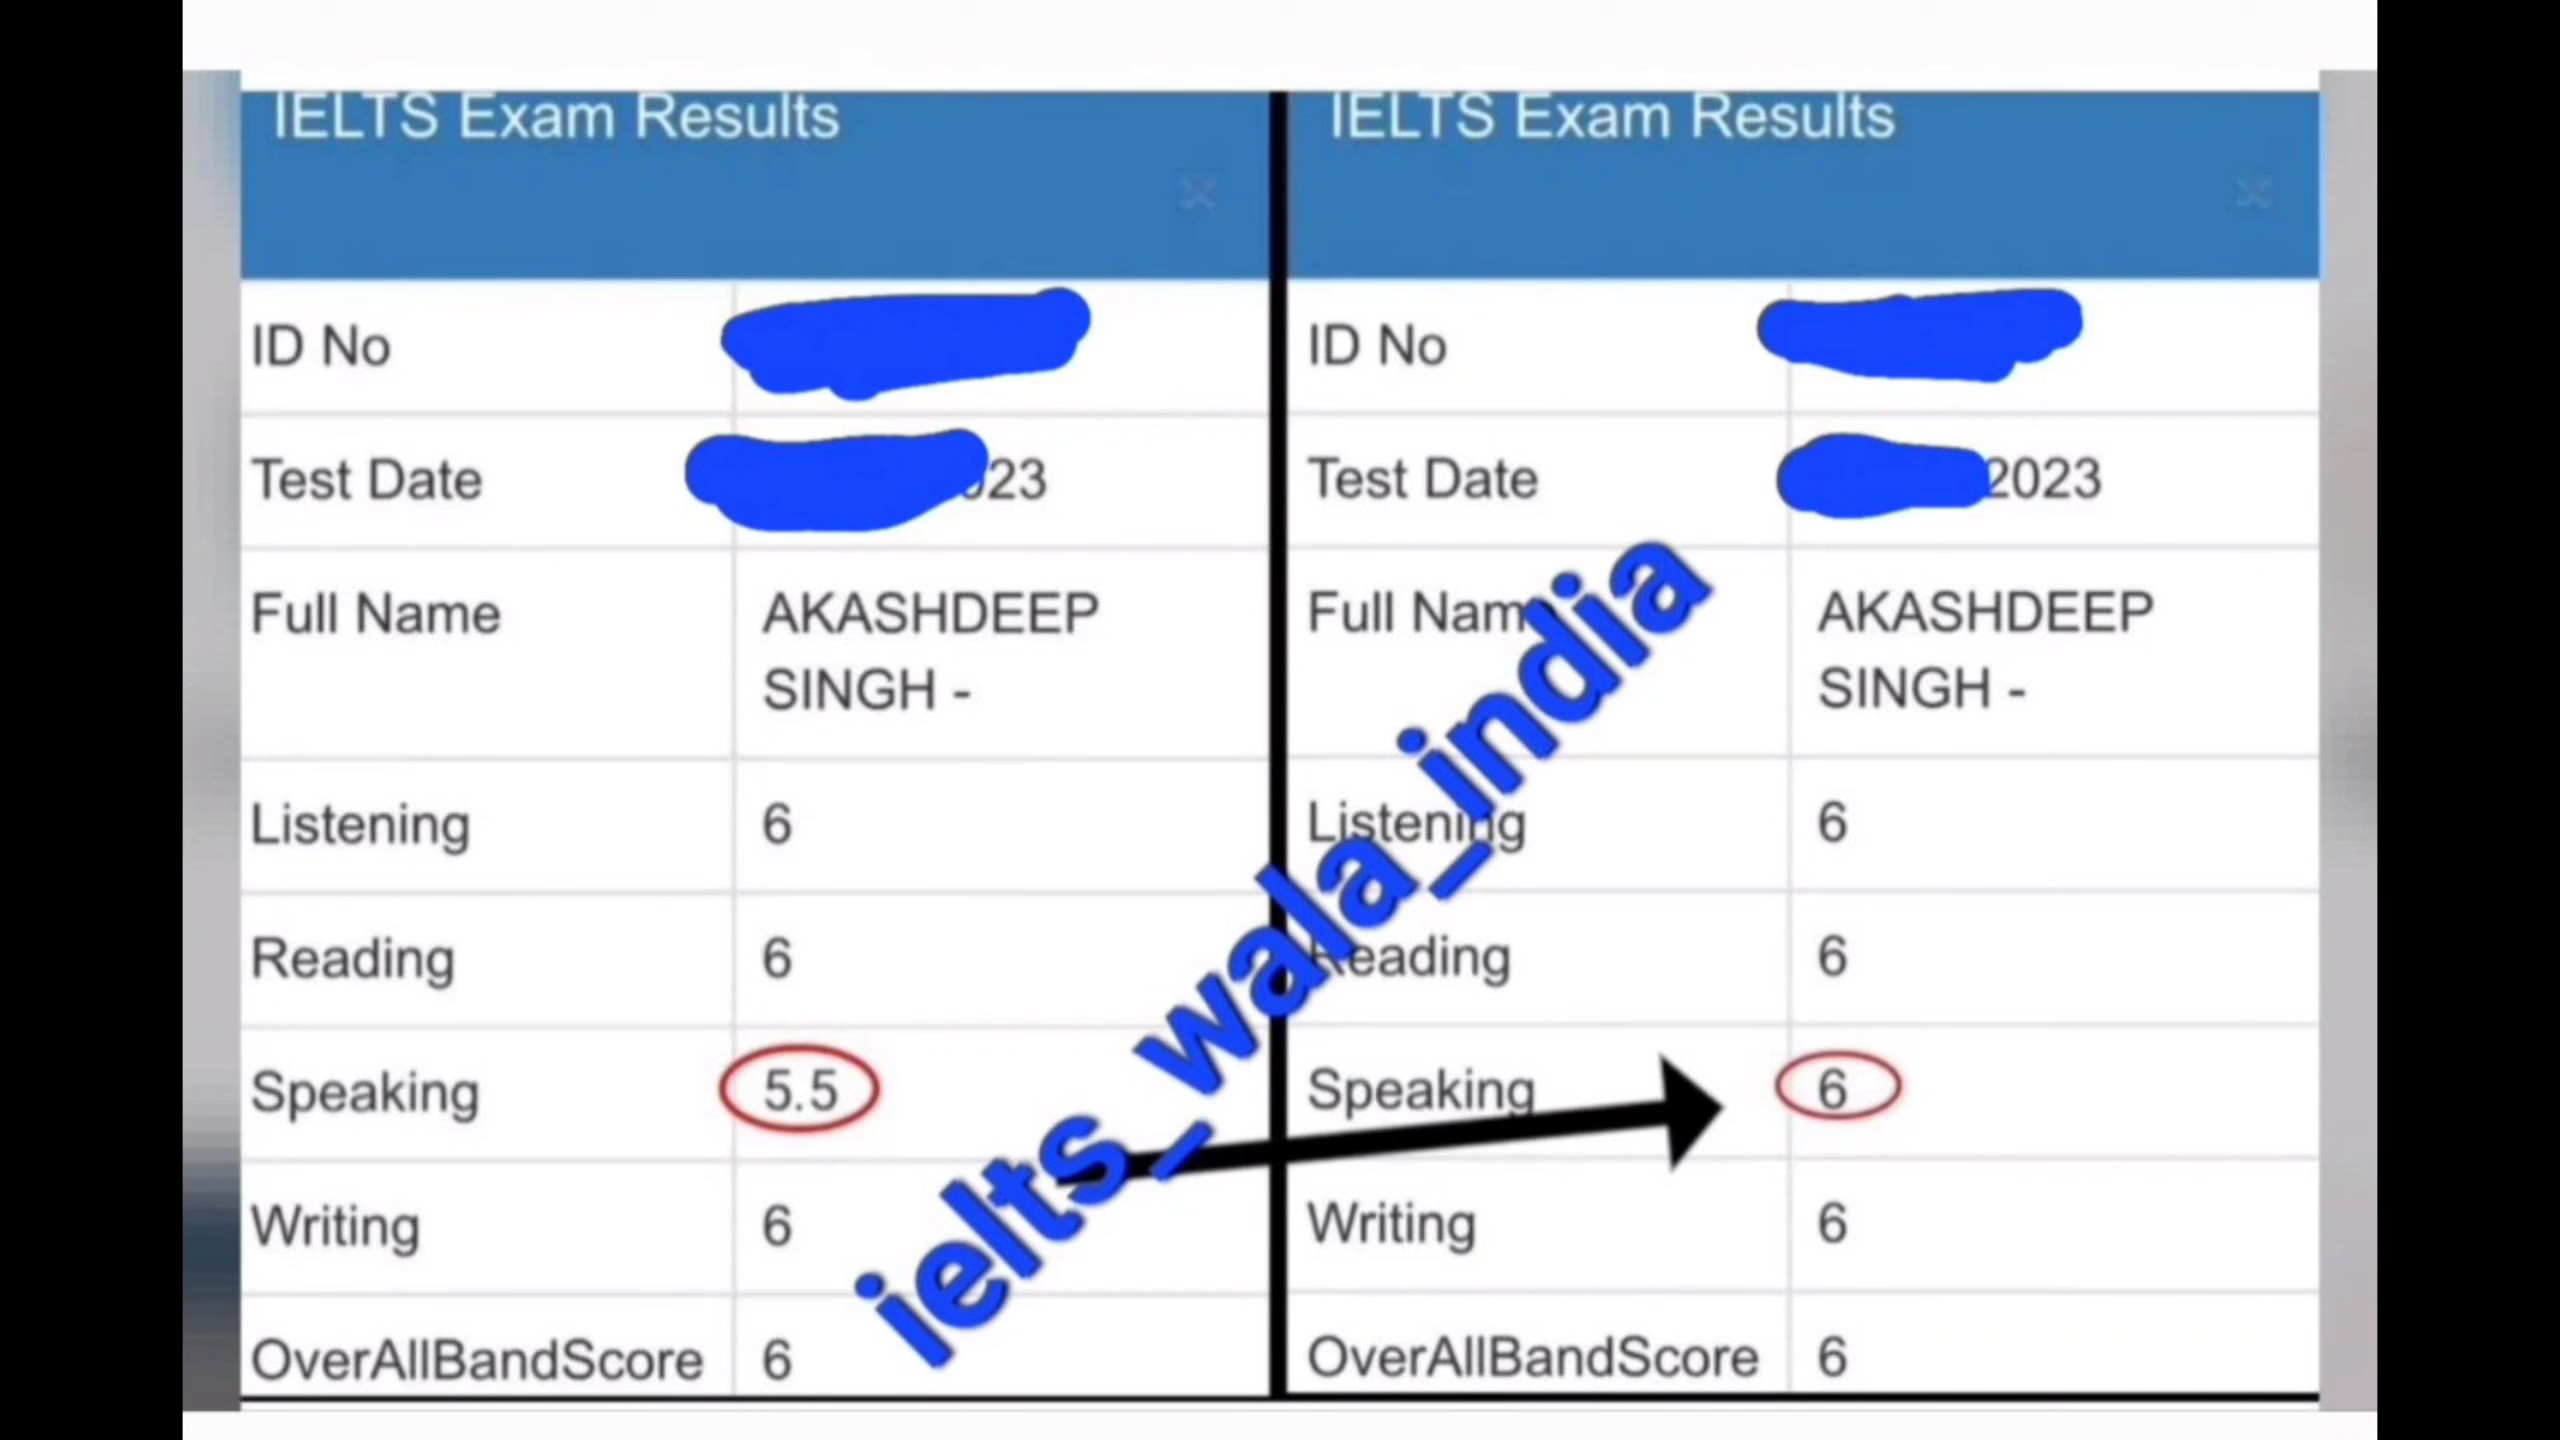 IELTS Exam Results
ID No
Test Date 023
Full Name AKASHDEEP
SINGH -
Listening 6
Reading 6
Speaking 5.5
Writing 6
OverAllBandScore 6
IELTS Exam Results
ID No
Test Date 2023
Full Name AKASHDEEP
SINGH -
Listening 6
Reading 6
Speaking 6
Writing 6
OverAllBandScore 6
ielts_wala_india